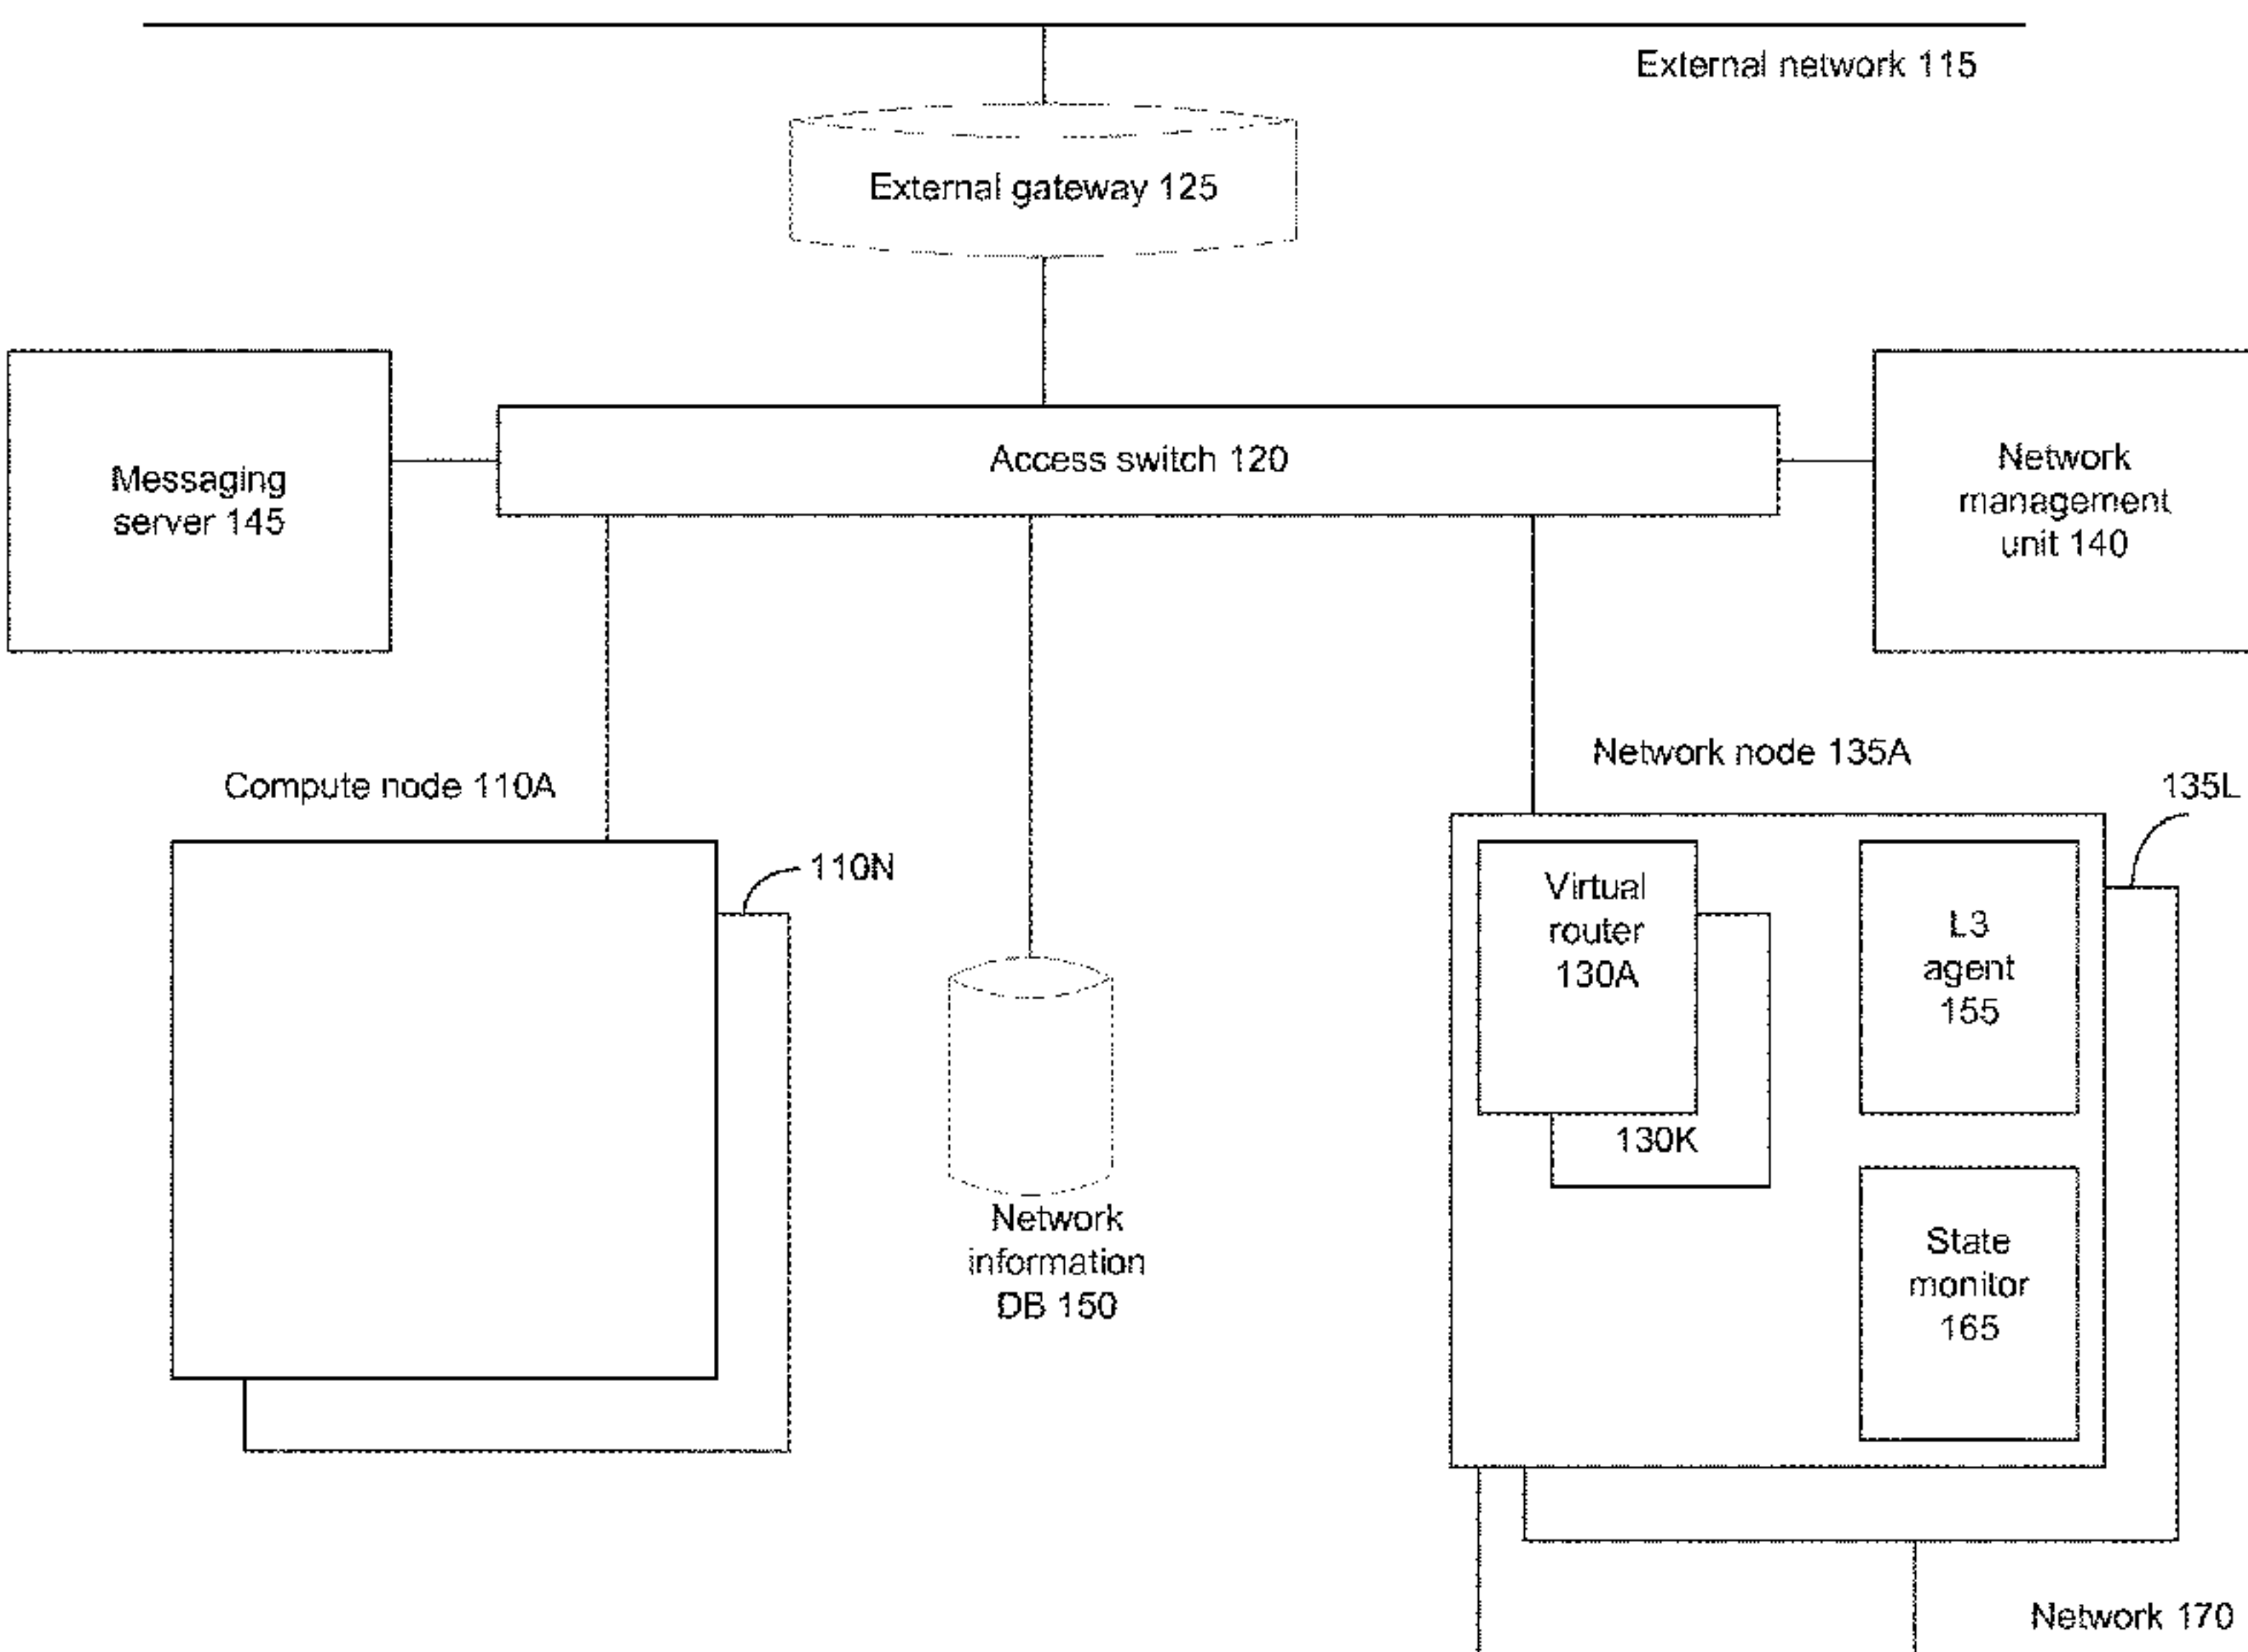 External network 115
External gateway 125
Messaging
server 145
Access switch 120
Network
management
unit 140
Compute node 110A
110N
Network
information
DB 150
Network node 135A
135L
Virtual
router
130A
130K
L3
agent
155
State
monitor
165
Network 170